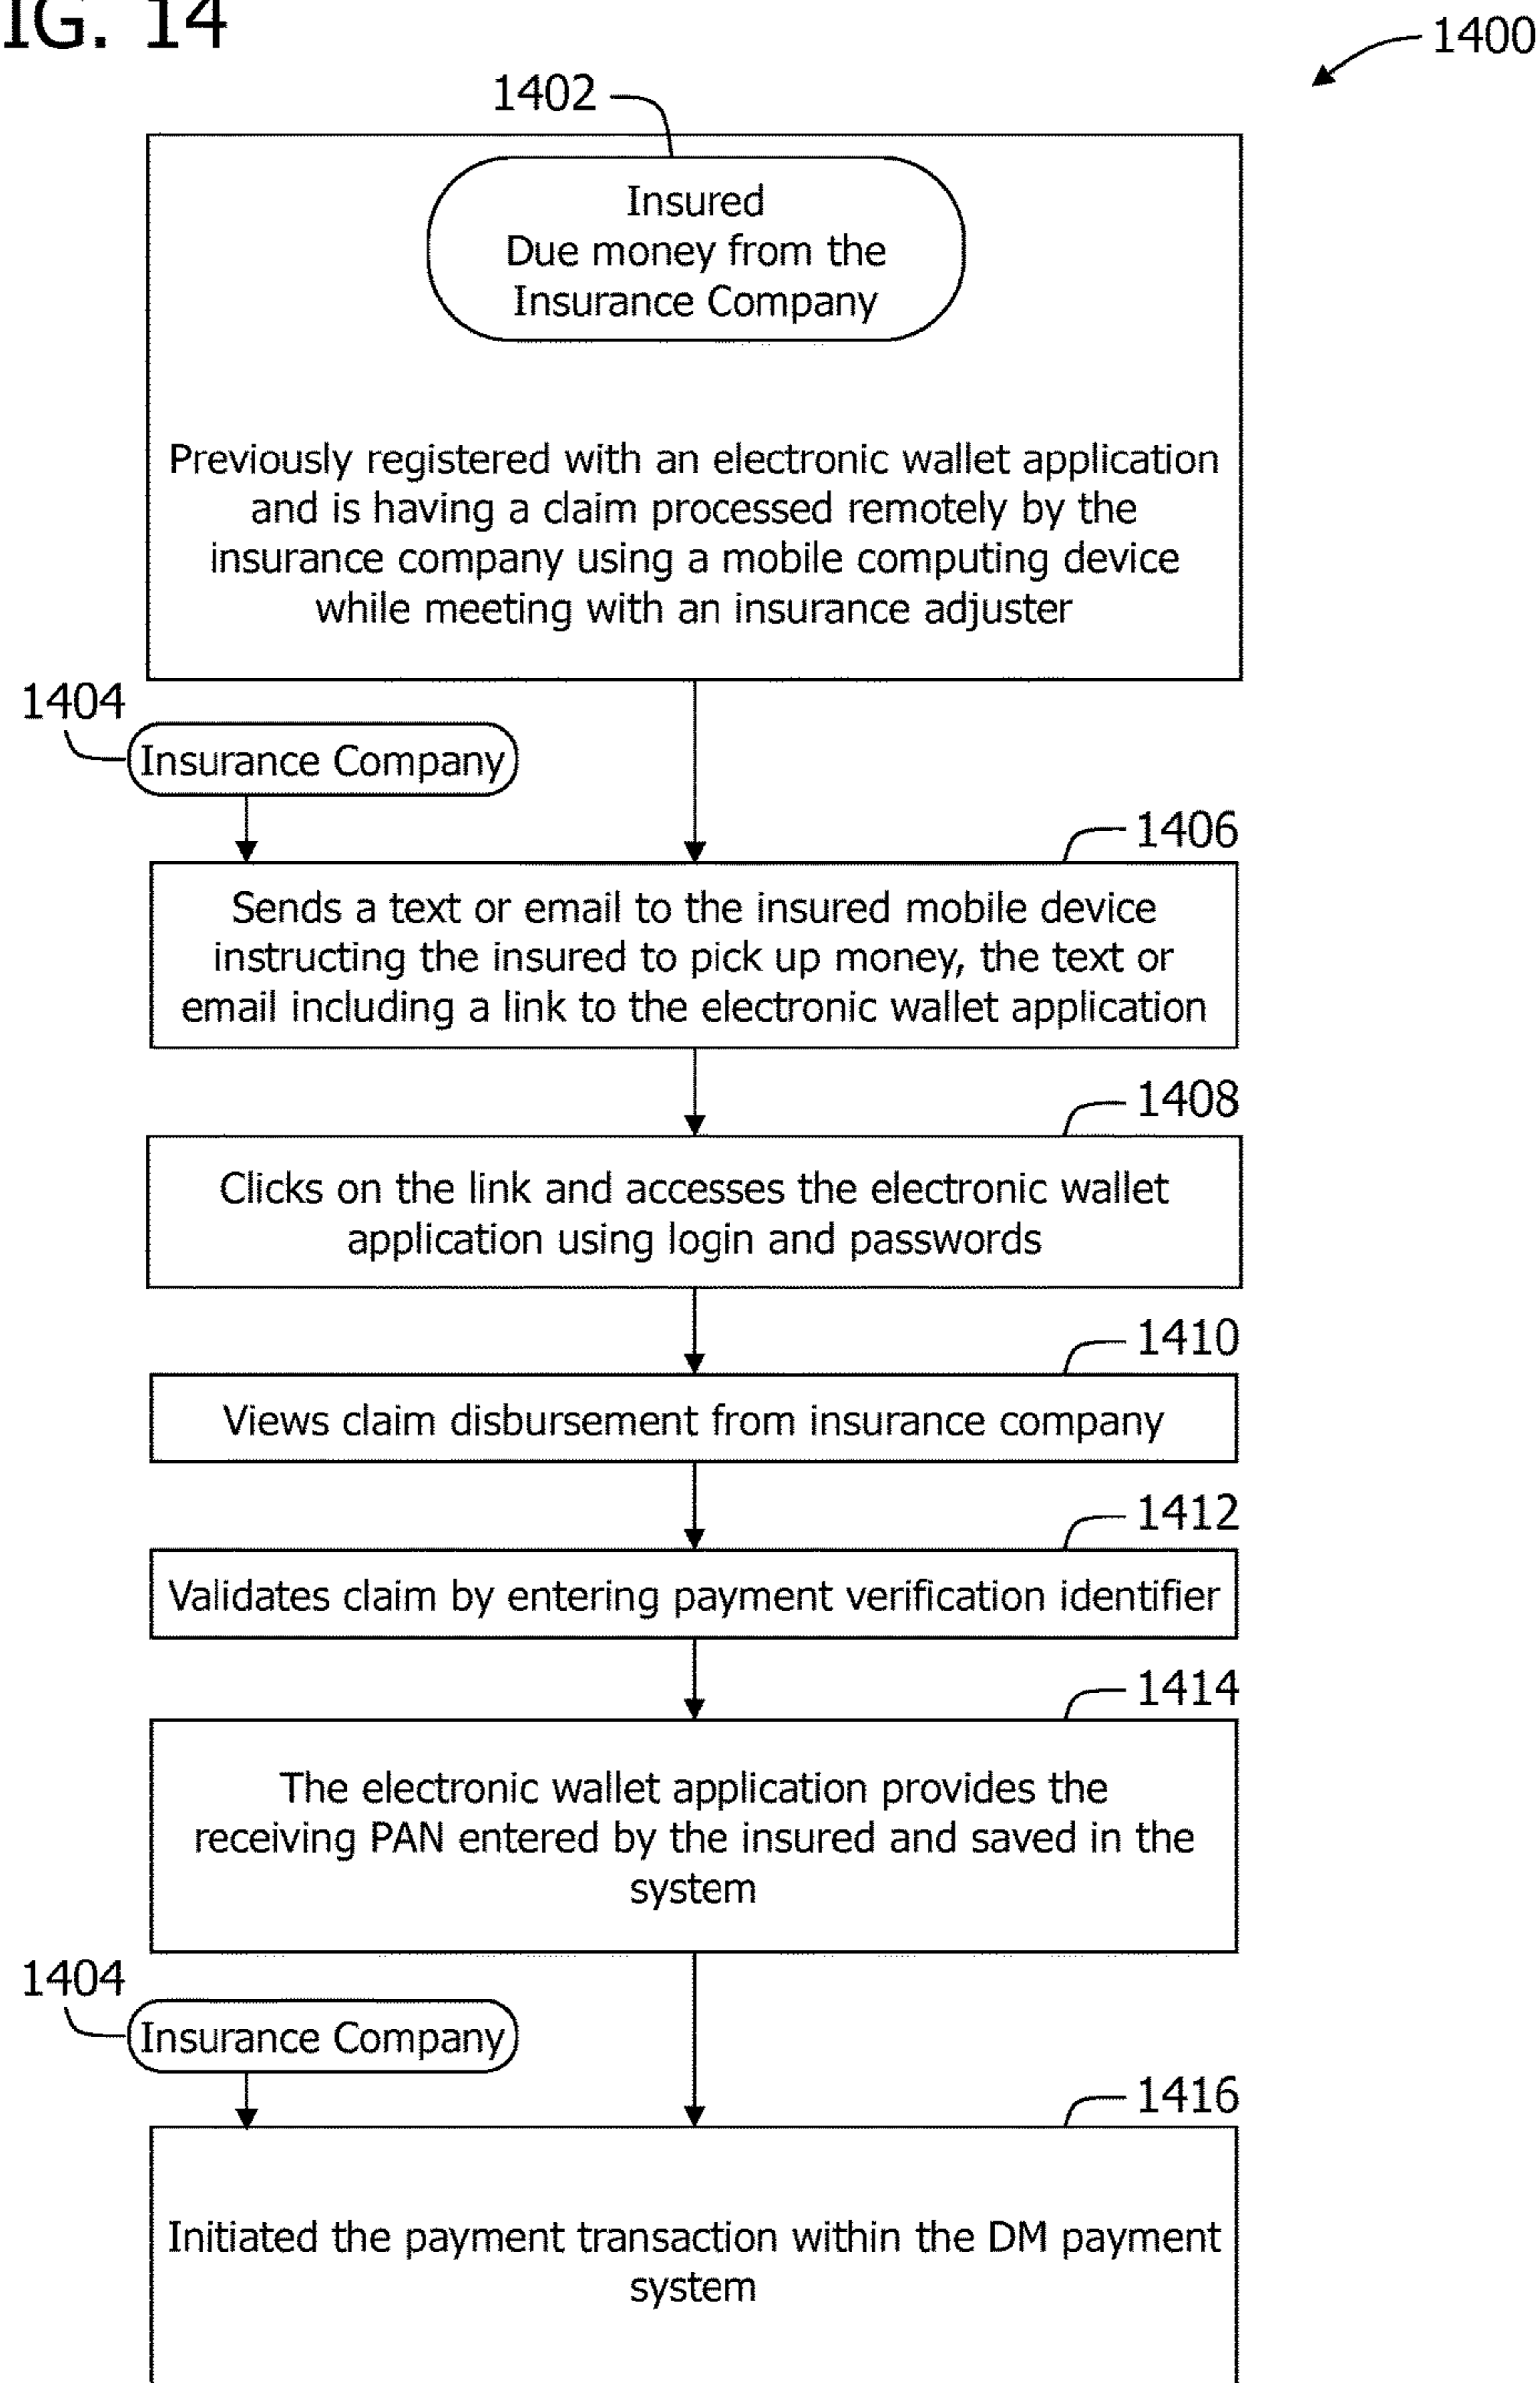 IG. 14
1400
1402
Insured
Due money from the
Insurance Company
Previously registered with an electronic wallet application
and is having a claim processed remotely by the
insurance company using a mobile computing device
while meeting with an insurance adjuster
1404
Insurance Company
1406
Sends a text or email to the insured mobile device
instructing the insured to pick up money, the text or
email including a link to the electronic wallet application
1408
Clicks on the link and accesses the electronic wallet
application using login and passwords
1410
Views claim disbursement from insurance company
1412
Validates claim by entering payment verification identifier
1414
The electronic wallet application provides the
receiving PAN entered by the insured and saved in the
system
1404
Insurance Company
1416
Initiated the payment transaction within the DM payment
system